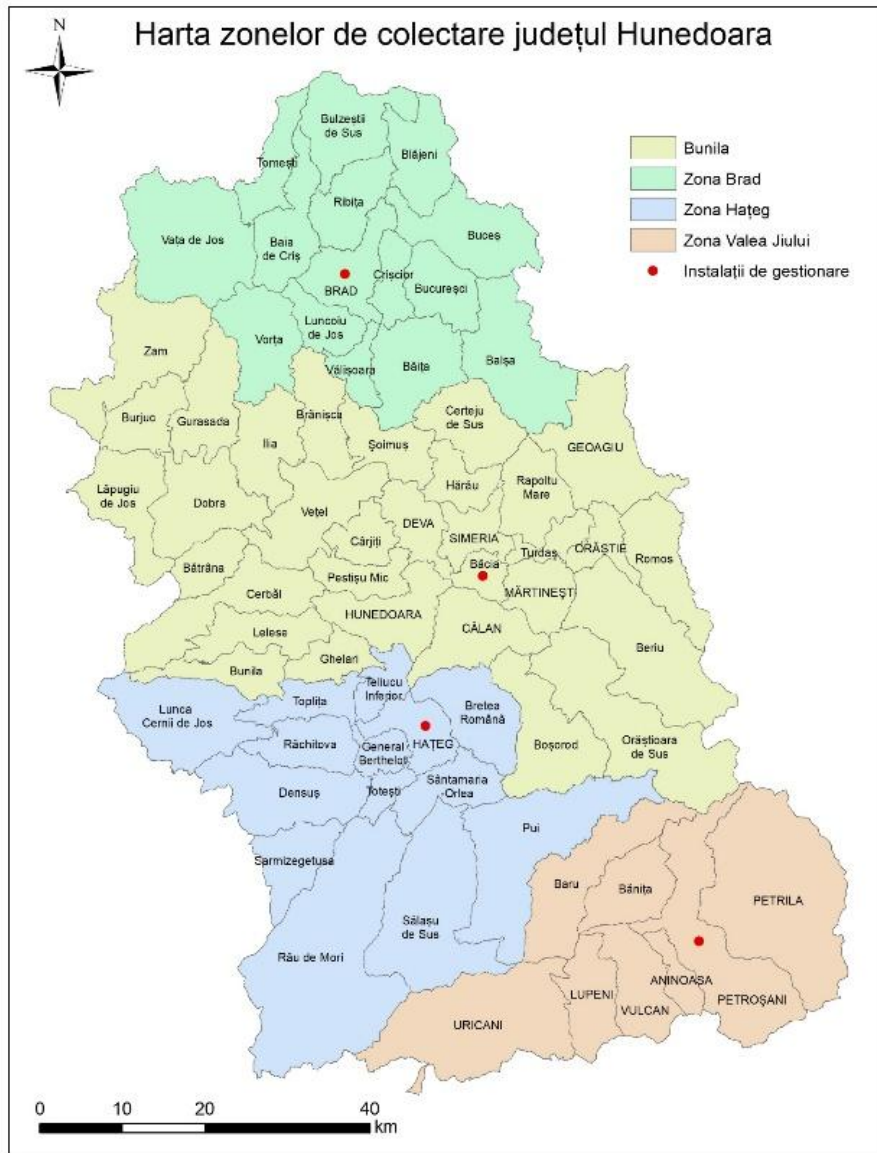 Harta zonelor de colectare județul Hunedoara
N
Bunila
Zona Brad
Zona Hațeg
Zona Valea Jiului
Instalații de gestionare
Bulzeștii
de Sus
Blăjeni
Tomești
Ribița
Vața de Jos
Baia
de Criș
Buceș
BRAD
Crișcior
Bucureșci
Luncoiu
de Jos
Vorța
Vălișoara
Băița
Balșa
Zam
Burjuc
Gurasada
Ilia
Brănișca
Șoimuș
Certeju
de Sus
GEOAGIU
Lăpugiu
de Jos
Dobra
Vețel
Hărău
Rapoltu
Mare
DEVA
Cârjiți
SIMERIA
Turdaș
ORĂȘTIE
Romos
Bătrâna
Pestișu Mic
Băcia
MĂRTINEȘTI
Cerbăl
HUNEDOARA
CĂLAN
Lelese
Beriu
Ghelari
Bunila
Teliucu
Inferior
Toplița
Lunca
Cernii de Jos
Bretea
Română
Răchitova
General
Berthelot
HAȚEG
Boșorod
Orăștioara
de Sus
Densuș
Totești
Sântamaria
-Orlea
Pui
Sarmizegetusa
Baru
Bănița
PETRILA
Sălașu
de Sus
Râu de Mori
ANINOASA
LUPENI
VULCAN
PETROȘANI
URICANI
0 10 20 40
km